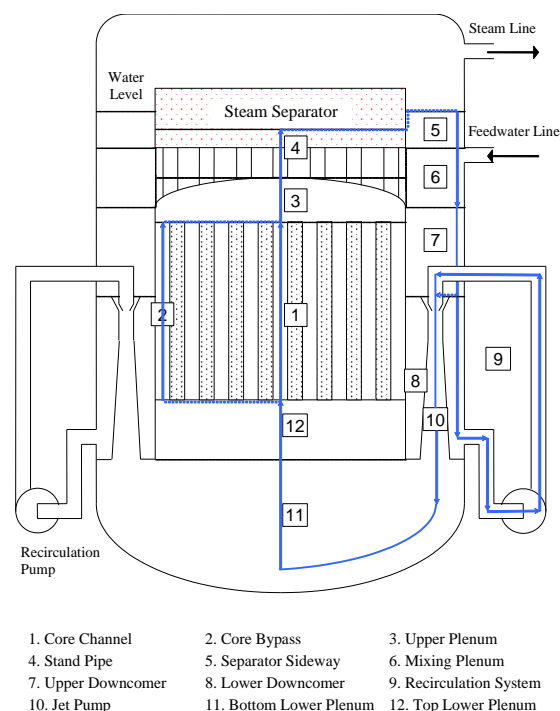 Steam Line
Water
Level
Steam Separator
5
Feedwater Line
4
6
3
7
2
1
9
8
10
12
11
Recirculation
Pump
1. Core Channel 2. Core Bypass 3. Upper Plenum
4. Stand Pipe 5. Separator Sideway 6. Mixing Plenum
7. Upper Downcomer 8. Lower Downcomer 9. Recirculation System
10. Jet Pump 11. Bottom Lower Plenum 12. Top Lower Plenum